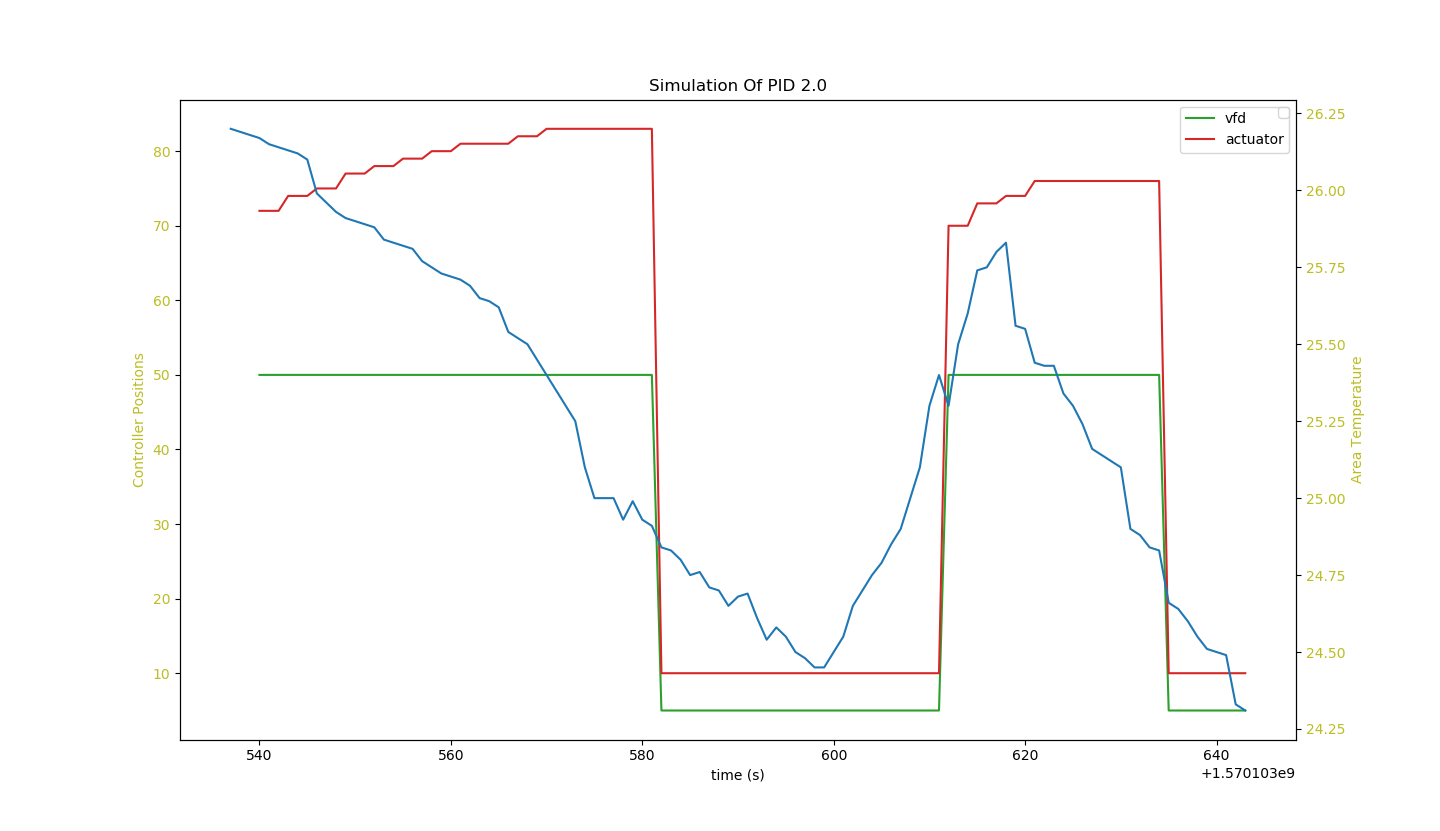 Simulation Of PID 2.0
vfd
actuator
80
70
60
50
40
30
20
10
Controller Positions
26.25
26.00
25.75
25.50
25.25
25.00
24.75
24.50
24.25
Area Temperature
540 560 580 600 620 640
time (s)
+1.570103e9